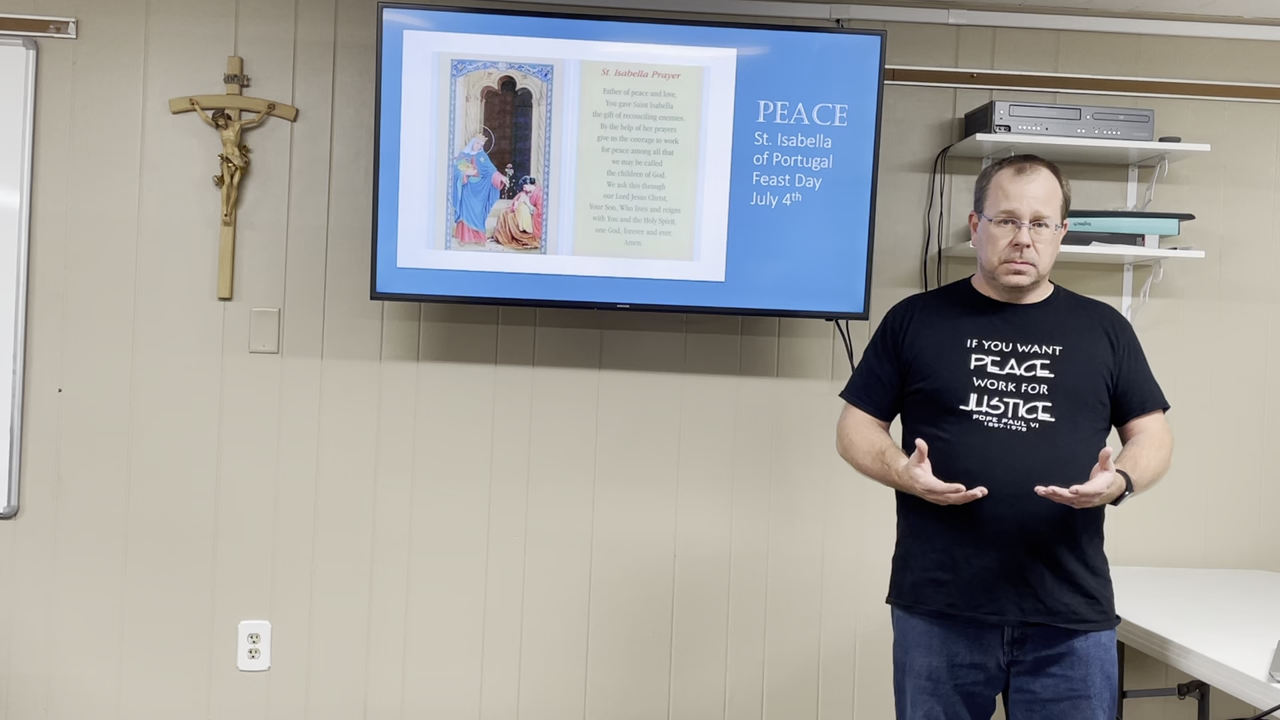 St. Isabella Prayer
Father of peace and love,
You gave Saint Isabella
the gift of reconciling enemies.
By the help of her prayers
give us the courage to work
for peace among all that
we may be called
the children of God.
We ask this through
our Lord Jesus Christ,
Your Son, Who lives and reigns
with You and the Holy Spirit,
one God, forever and ever
Amen
PEACE
St. Isabella
of Portugal
Feast Day
July 4th
IF YOU WANT
PEACE
WORK FOR
JUSTICE
POPE PAUL VI
1897-1978